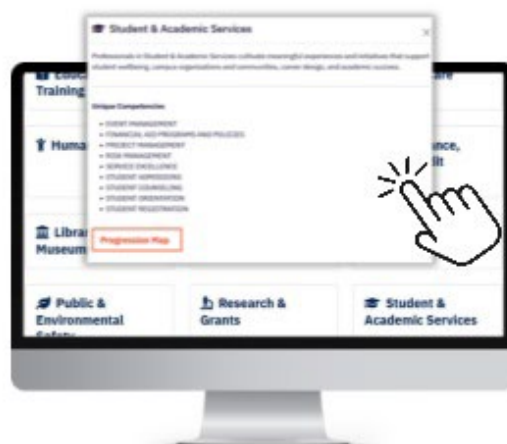 Student & Academic Services
Professionals in Student & Academic Services cultivate meaningful experiences and initiatives that support
student wellbeing, campus organizations and communities, career design, and academic success.
Unique Competencies
EVENT MANAGEMENT
FINANCIAL AID PROGRAMS AND POLICIES
PROJECT MANAGEMENT
RISK MANAGEMENT
SERVICE EXCELLENCE
STUDENT ADMISSIONS
STUDENT COUNSELLING
STUDENT ORIENTATION
STUDENT REGISTRATION
Progression Map
Training
Huma
Libra
Museum
Public &
Environmental
Research &
Grants
Student &
Academic Services